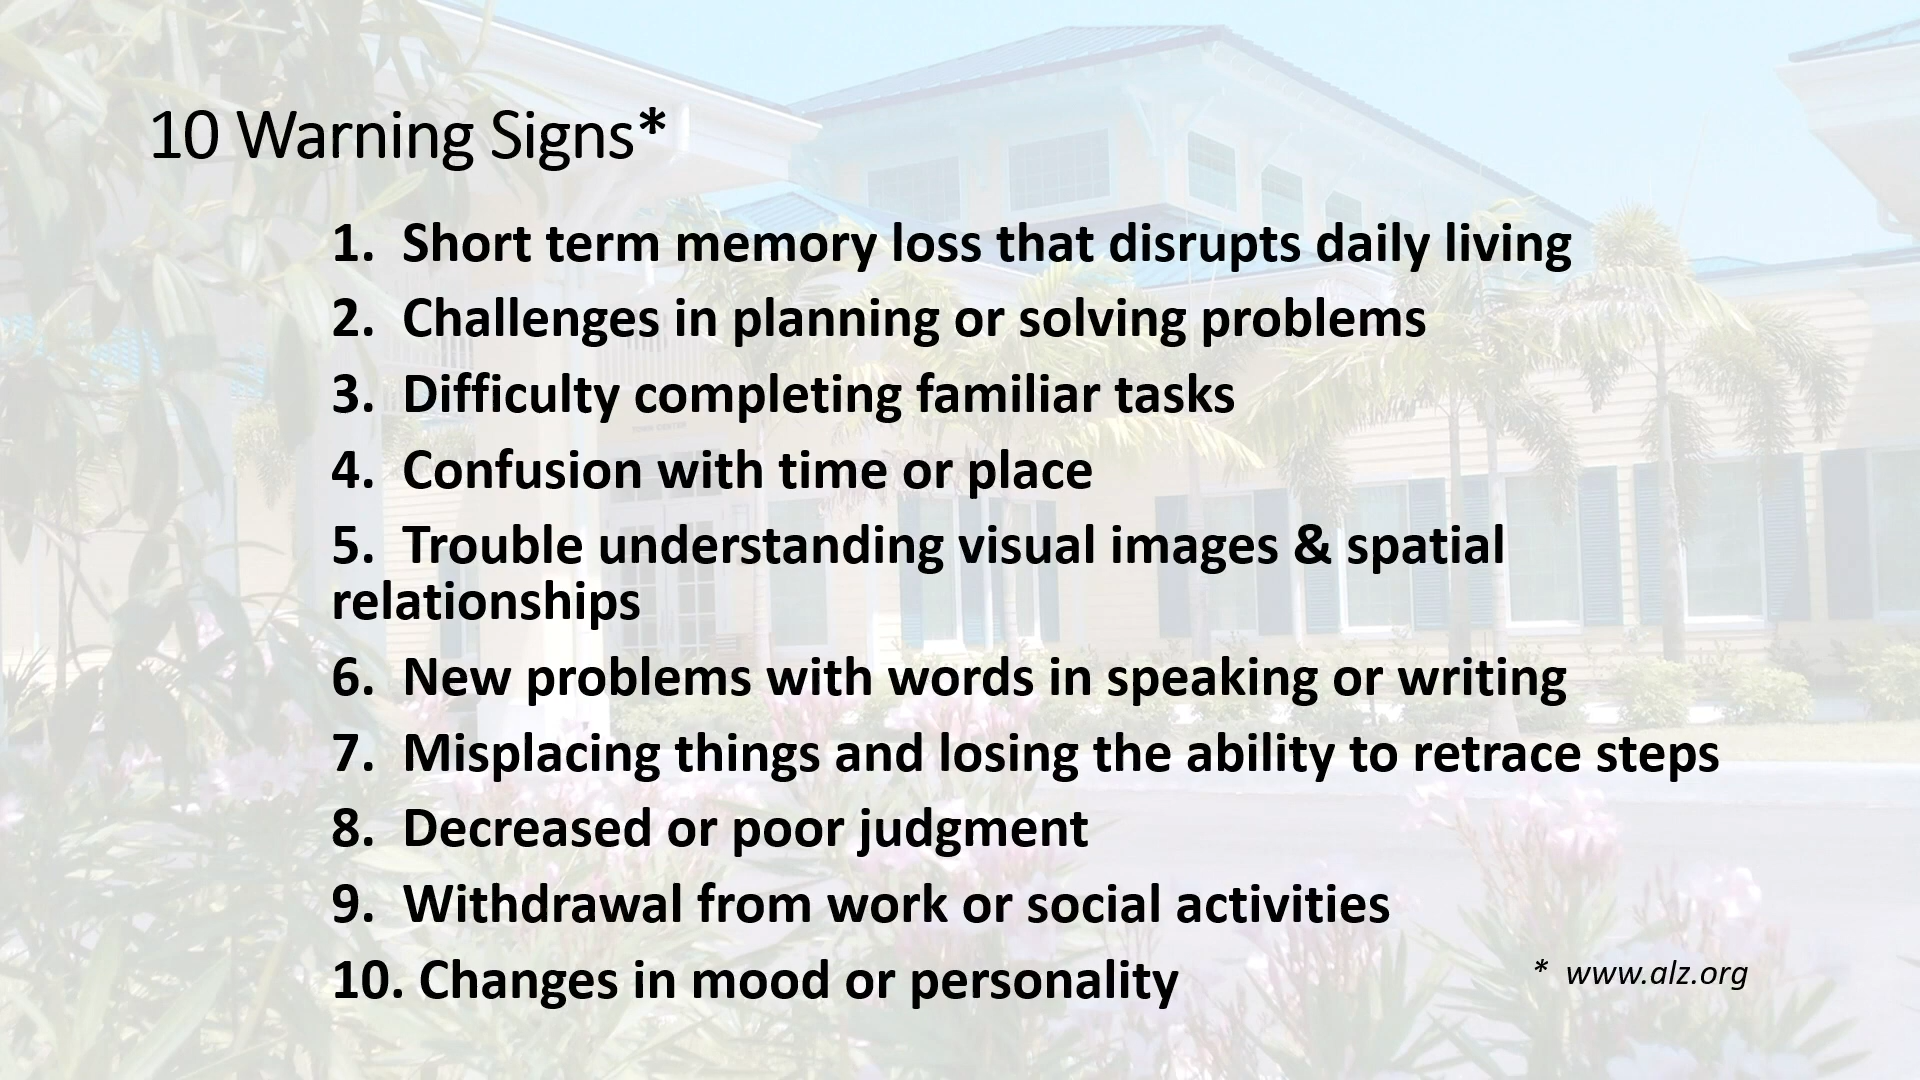 10 Warning Signs*
1. Short term memory loss that disrupts daily living
2. Challenges in planning or solving problems
3. Difficulty completing familiar tasks
4. Confusion with time or place
5. Trouble understanding visual images & spatial
relationships
6. New problems with words in speaking or writing
7. Misplacing things and losing the ability to retrace steps
8. Decreased or poor judgment
9. Withdrawal from work or social activities
10. Changes in mood or personality
* www.alz.org